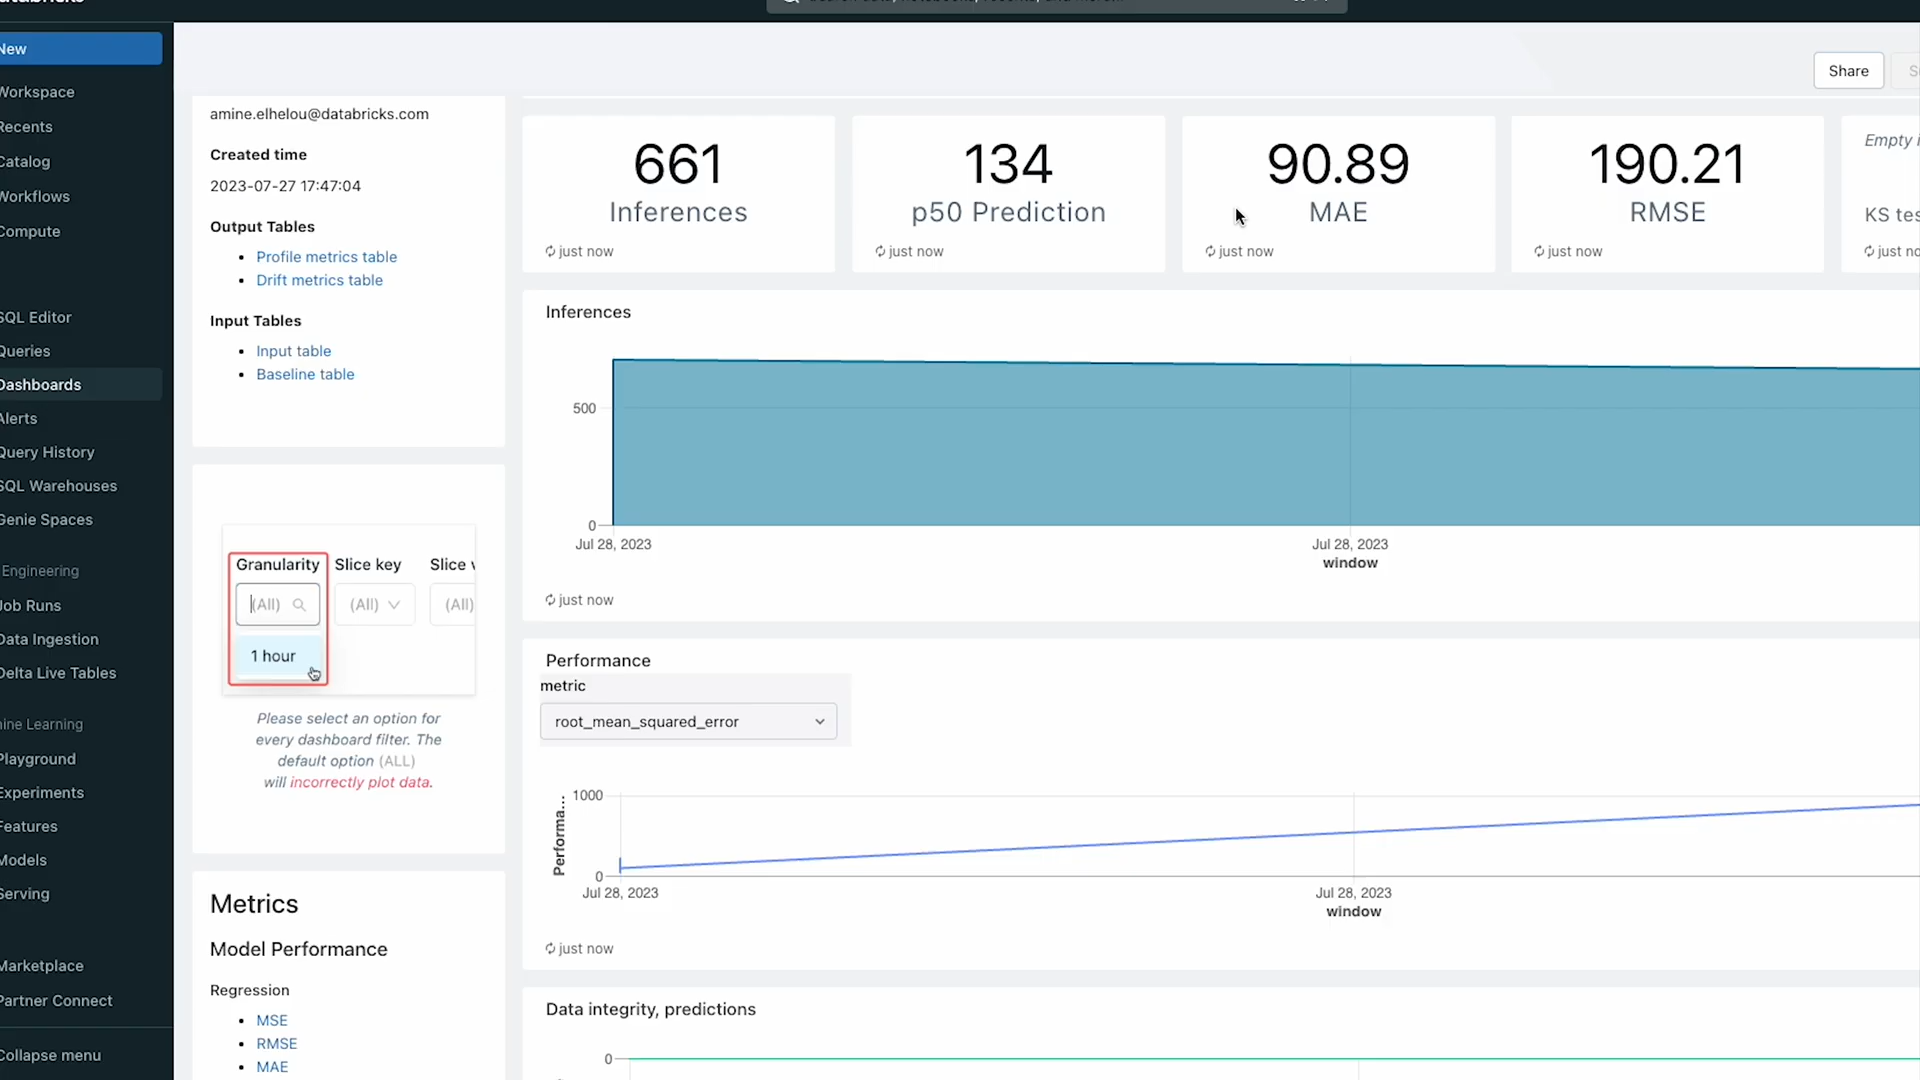 New
Workspace
Recents
Catalog
Workflows
Compute
SQL Editor
Queries
Dashboards
Alerts
Query History
SQL Warehouses
Genie Spaces
Engineering
Job Runs
Data Ingestion
Delta Live Tables
Learning
Playground
Experiments
Features
Models
Serving
Marketplace
Partner Connect
Collapse menu
Share
amine.elhelou@databricks.com
Created time
2023-07-27 17:47:04
Output Tables
Profile metrics table
Drift metrics table
Input Tables
Input table
Baseline table
Granularity Slice key Slice
(All) (All) (All)
1 hour
Please select an option for
every dashboard filter. The
default option (ALL)
will incorrectly plot data.
Metrics
Model Performance
Regression
MSE
RMSE
MAE
661
Inferences
just now
134
p50 Prediction
just now
90.89
MAE
just now
190.21
RMSE
just now
Empty
KS
just
Inferences
500
0
Jul 28, 2023 Jul 28, 2023
window
just now
Performance
metric
root_mean_squared_error
Performa...
1000
0
Jul 28, 2023 Jul 28, 2023
window
just now
Data integrity, predictions
0